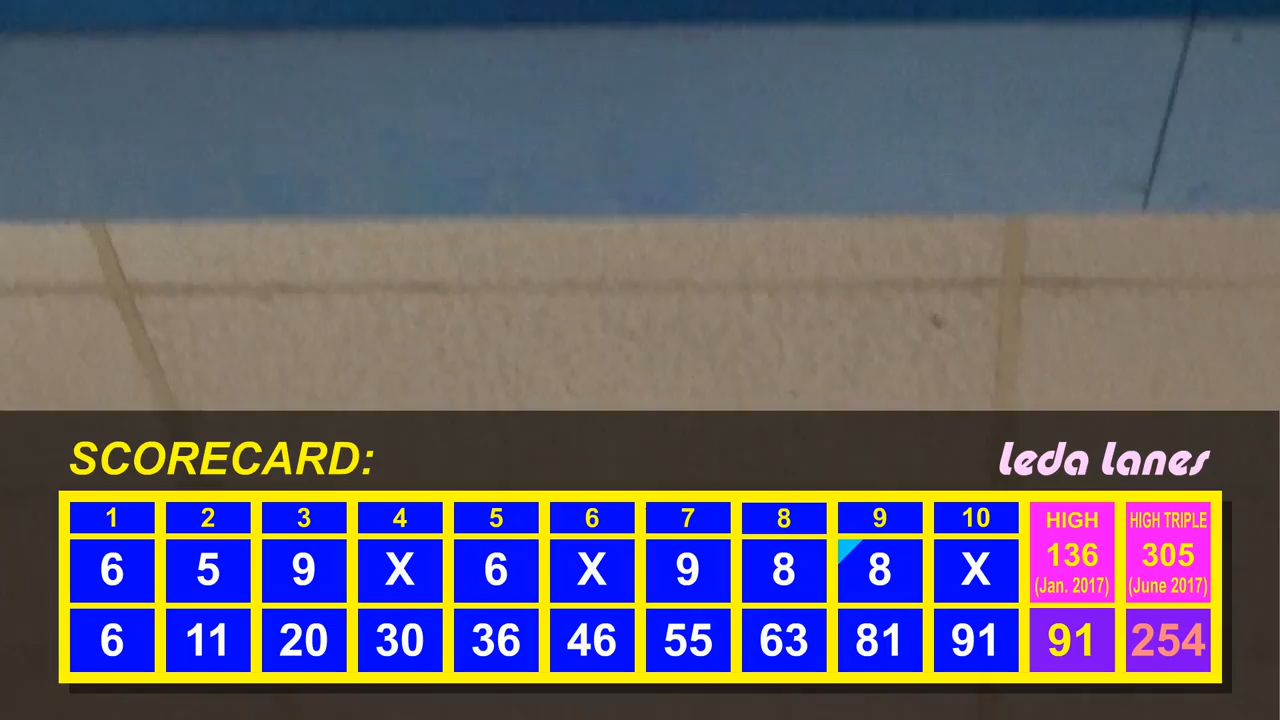 SCORECARD:
Leda Lanes
1 2 3 4 5 6 7 8 9 10 HIGH HIGH TRIPLE
6 5 9 X 6 X 9 8 8 X 136 305
(Jan. 2017) (June 2017)
6 11 20 30 36 46 55 63 81 91 91 254